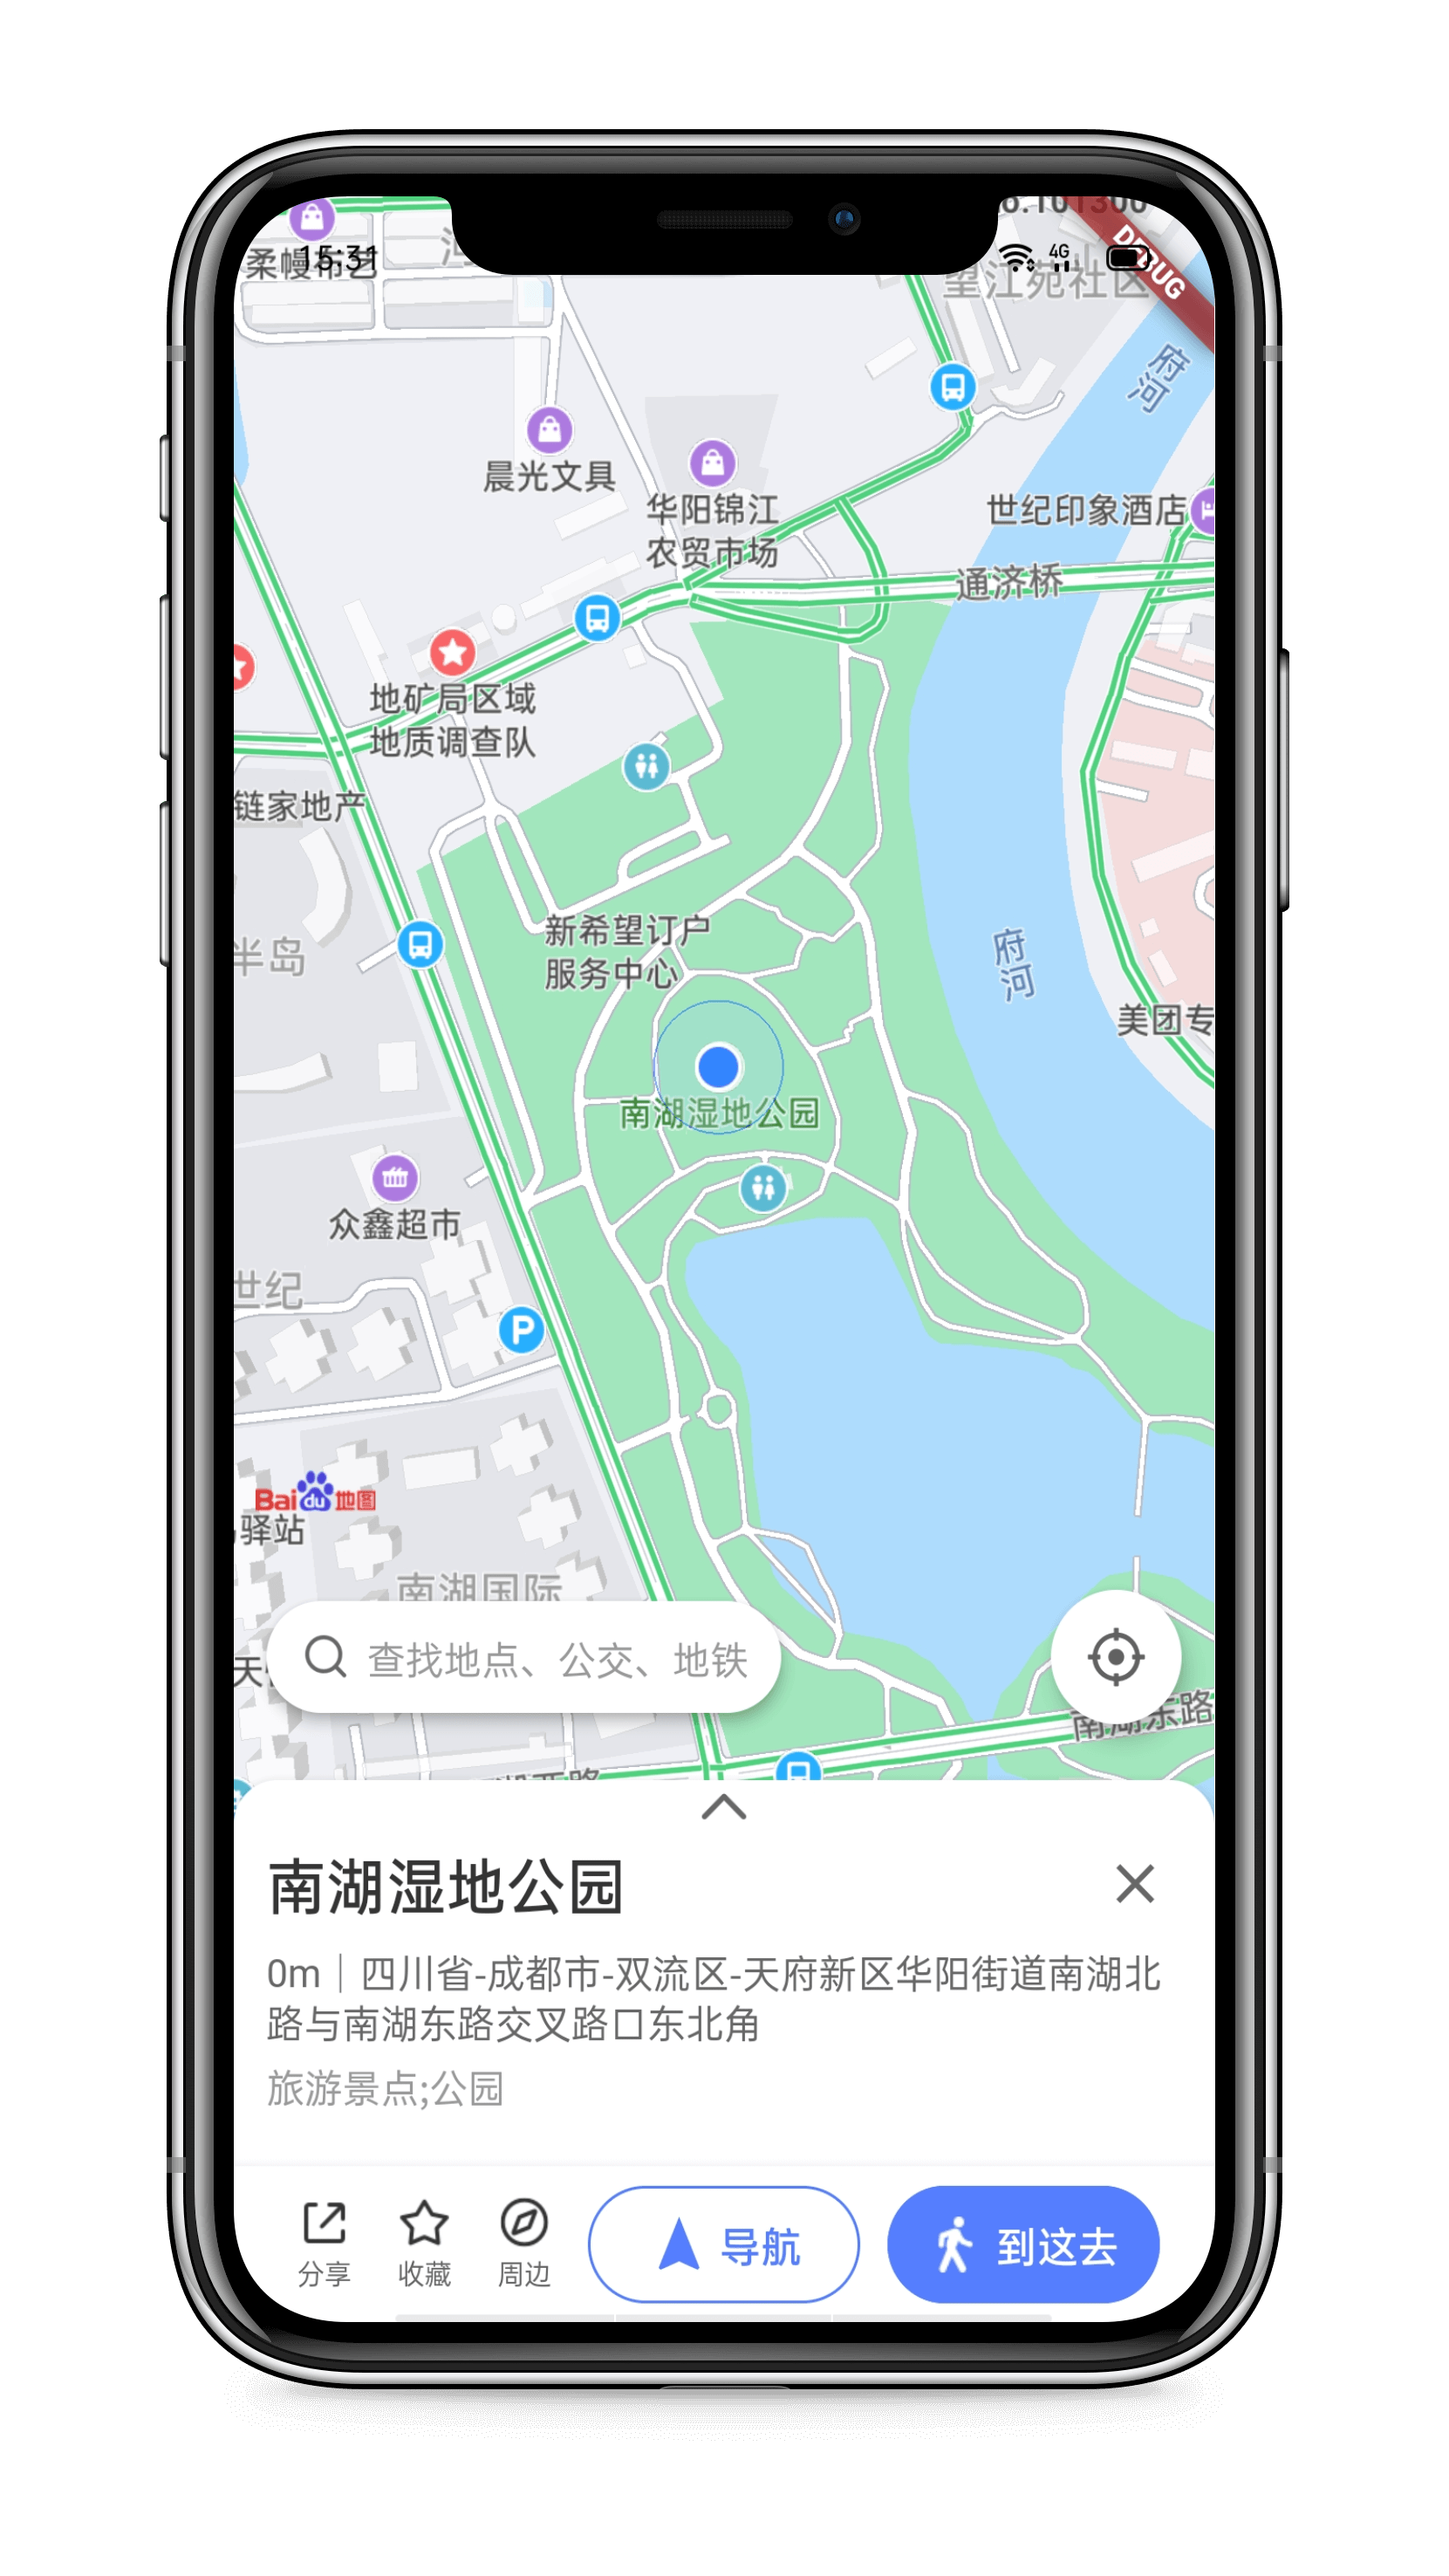 柔幔布艺
15:31
4G
DEBUG
望江苑社区
府河
晨光文具
华阳锦江
农贸市场
世纪印象酒店
通济桥
地矿局区域
地质调查队
链家地产
新希望订户
服务中心
半岛
府河
美团专
南湖湿地公园
众鑫超市
世纪
P
Baidu地图
驿站
南湖国际
查找地点、公交、地铁
南湖东路
南湖湿地公园
0m｜四川省-成都市-双流区-天府新区华阳街道南湖北
路与南湖东路交叉路口东北角
旅游景点;公园
分享
收藏
周边
导航
到这去